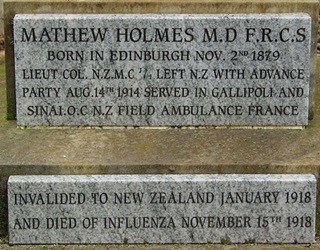 MATHEW HOLMES M.D F.R.C.S
BORN IN EDINBURGH NOV. 2ND 1879
LIEUT COL. N.Z.M.C LEFT N.Z WITH ADVANCE
PARTY AUG. 14TH 1914 SERVED IN GALLIPOLI AND
SINAI.O.C N.Z FIELD AMBULANCE FRANCE
INVALIDED TO NEW ZEALAND JANUARY 1918
AND DIED OF INFLUENZA NOVEMBER 15TH 1918